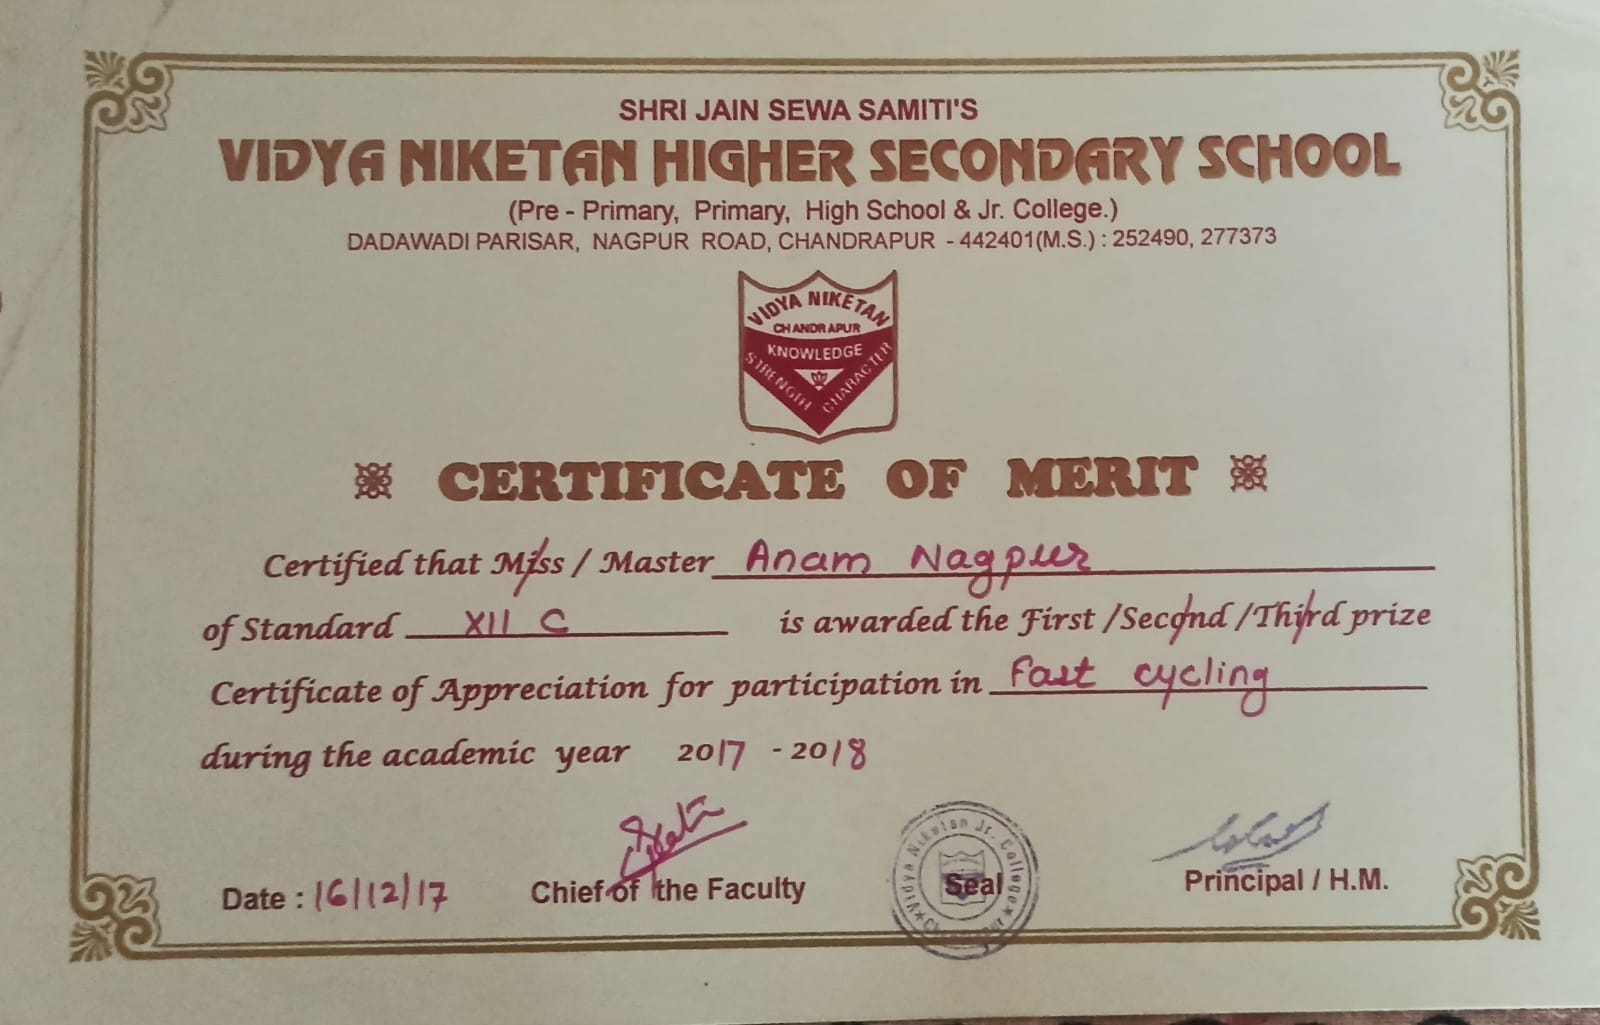 SHRI JAIN SEWA SAMITI'S
VIDYA NIKETAN HIGHER SECONDARY SCHOOL
(Pre - Primary, Primary, High School & Jr. College.)
DADAWADI PARISAR, NAGPUR ROAD, CHANDRAPUR - 442401(M.S.) : 252490, 277373
VIDYA NIKETAN
CHANDRAPUR
KNOWLEDGE
STRENGTH CHARACTER
CERTIFICATE OF MERIT
Certified that Miss / Master Anam Nagpur
of Standard XII C is awarded the First /Second /Third prize
Certificate of Appreciation for participation in Fast cycling
during the academic year 2017 - 2018
Date : 16/12/17 Chief of the Faculty Seal Principal / H.M.
Vidya Niketan Jr. College